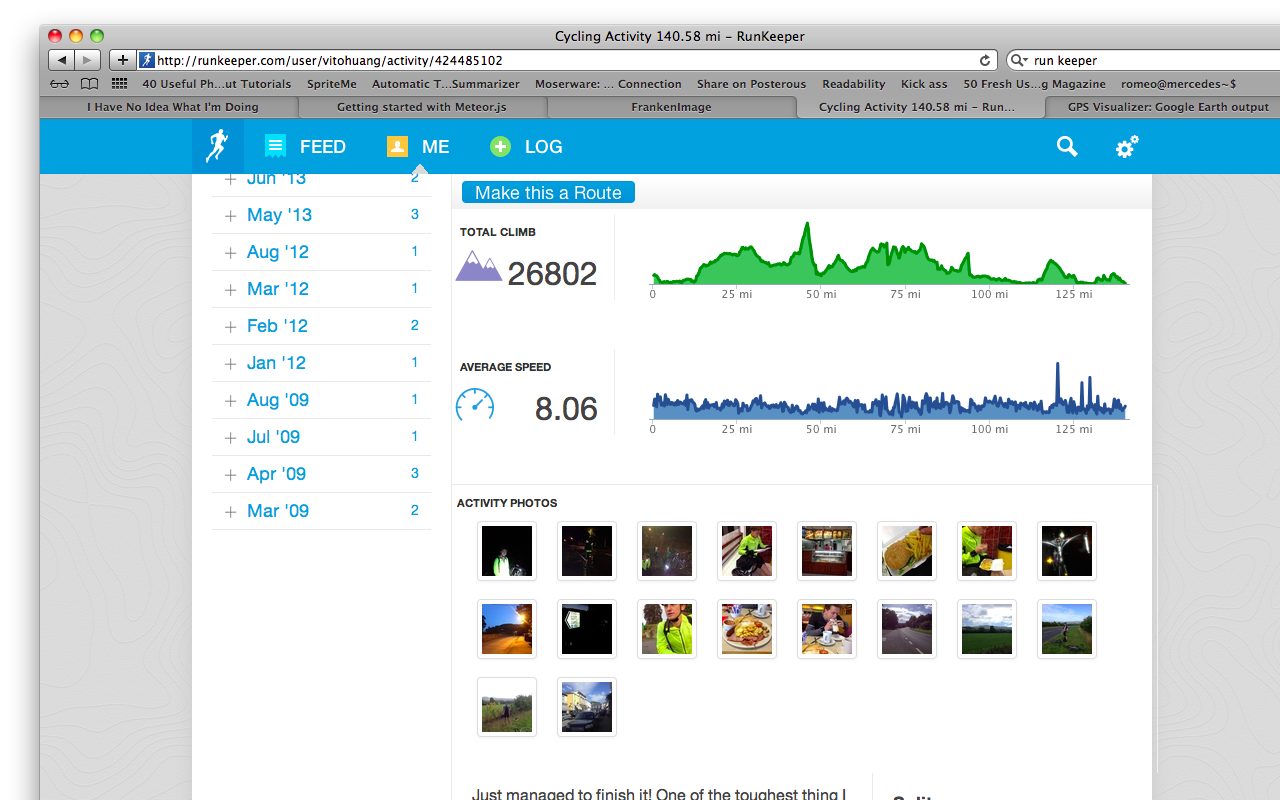 Cycling Activity 140.58 mi – RunKeeper
http://runkeeper.com/user/vitohuang/activity/424485102
run keeper
40 Useful Ph...ut Tutorials SpriteMe Automatic T...Summarizer Moserware: ... Connection Share on Posterous Readability Kick ass 50 Fresh Us...g Magazine romeo@mercedes~$
I Have No Idea What I'm Doing Getting started with Meteor.js FrankenImage Cycling Activity 140.58 mi – Run... GPS Visualizer: Google Earth output
FEED ME LOG
+ Jun '13 2
+ May '13 3
+ Aug '12 1
+ Mar '12 1
+ Feb '12 2
+ Jan '12 1
+ Aug '09 1
+ Jul '09 1
+ Apr '09 3
+ Mar '09 2
Make this a Route
TOTAL CLIMB
26802
0 25 mi 50 mi 75 mi 100 mi 125 mi
AVERAGE SPEED
8.06
0 25 mi 50 mi 75 mi 100 mi 125 mi
ACTIVITY PHOTOS
Just managed to finish it! One of the toughest thing I